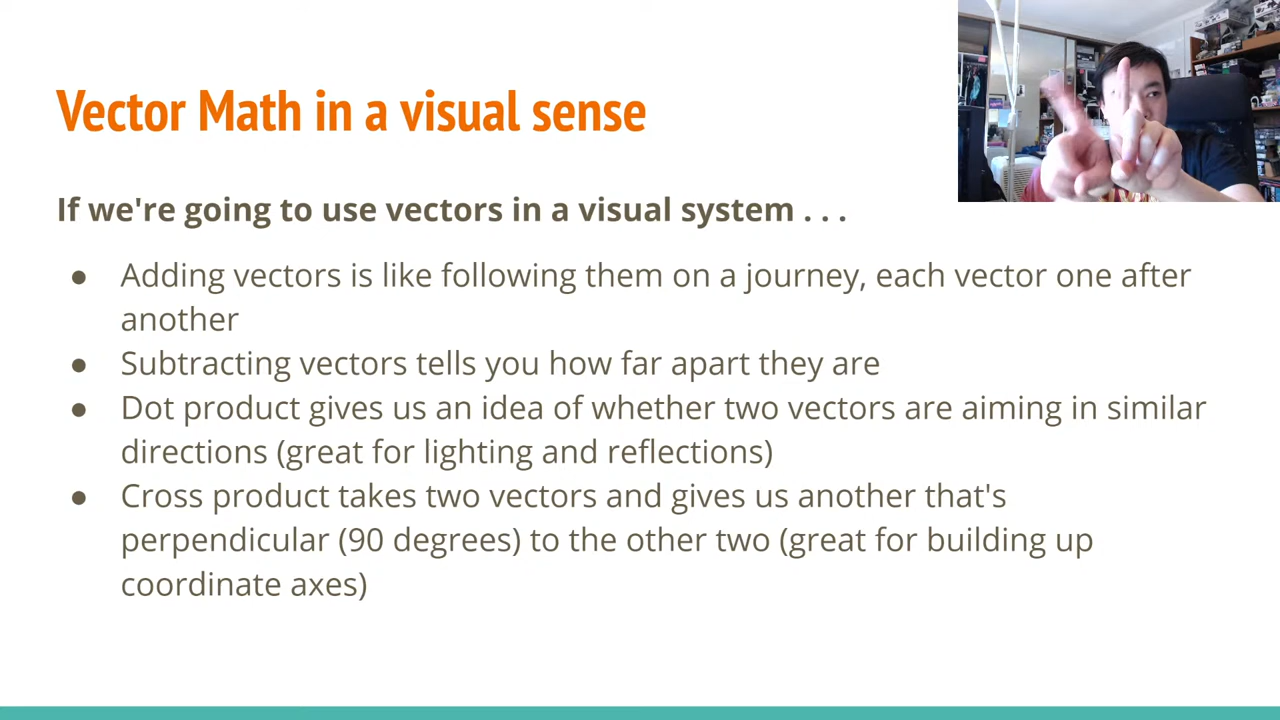 Vector Math in a visual sense
If we're going to use vectors in a visual system . . .
● Adding vectors is like following them on a journey, each vector one after
another
● Subtracting vectors tells you how far apart they are
● Dot product gives us an idea of whether two vectors are aiming in similar
directions (great for lighting and reflections)
● Cross product takes two vectors and gives us another that's
perpendicular (90 degrees) to the other two (great for building up
coordinate axes)